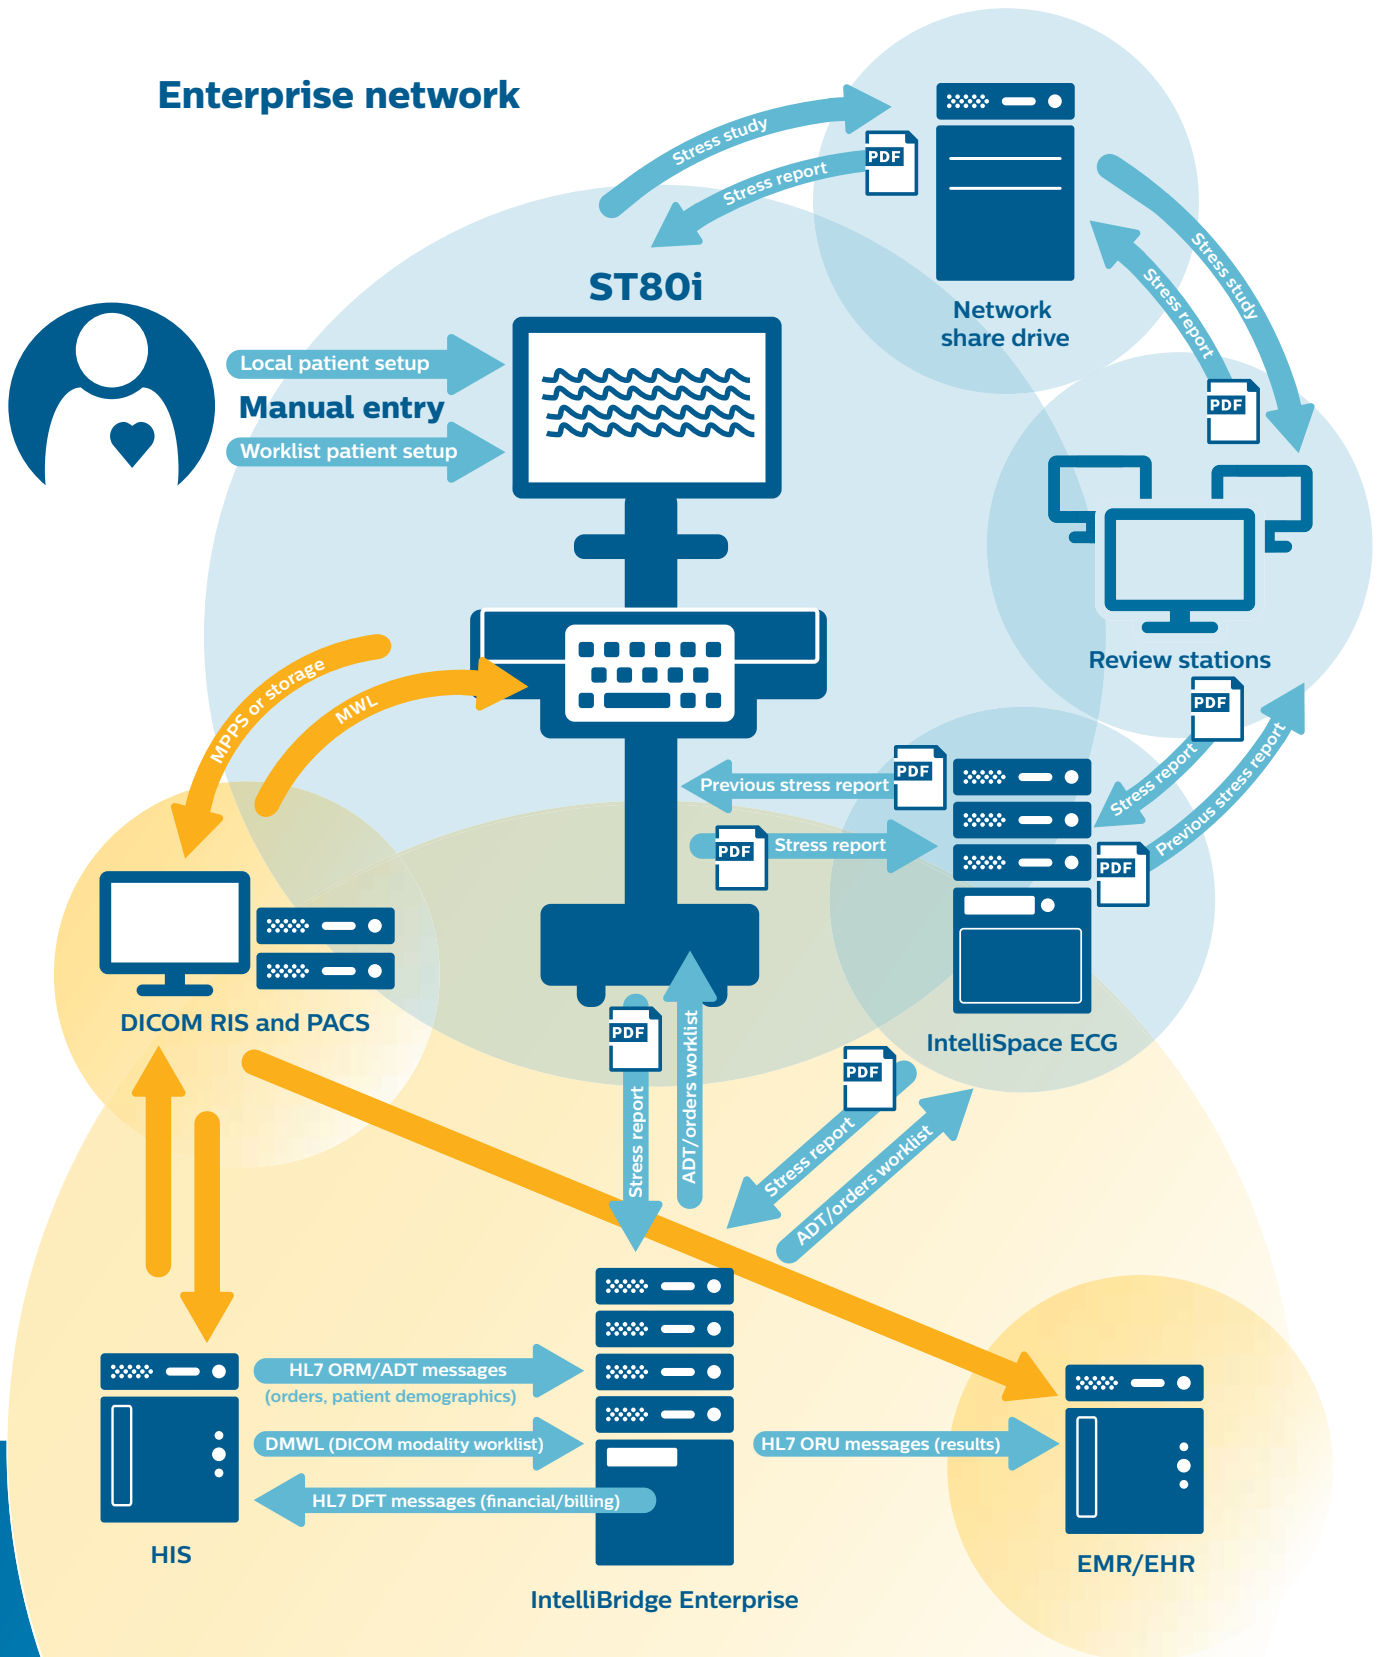 Enterprise network
Stress study
PDF
Stress report
ST80i
Network
share drive
Stress study
Stress report
PDF
Local patient setup
Manual entry
Worklist patient setup
Review stations
PDF
MPPS or storage
MWL
Stress report
Previous stress report
PDF
PDF
Previous stress report
PDF
Stress report
DICOM RIS and PACS
IntelliSpace ECG
PDF
Stress report
ADT/orders worklist
PDF
Stress report
ADT/orders worklist
HL7 ORM/ADT messages
(orders, patient demographics)
DMWL (DICOM modality worklist)
HL7 DFT messages (financial/billing)
HL7 ORU messages (results)
HIS
IntelliBridge Enterprise
EMR/EHR